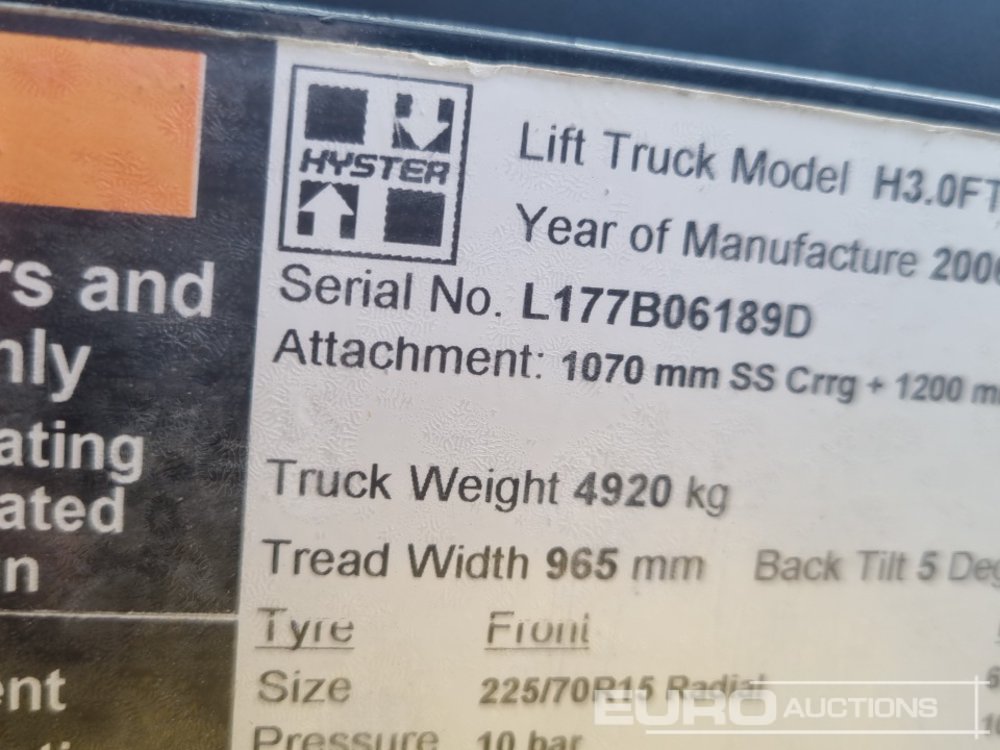 HYSTER
Lift Truck Model H3.0FT
Year of Manufacture 2006
Serial No. L177B06189D
Attachment: 1070 mm SS Crrg + 1200 m
Truck Weight 4920 kg
Tread Width 965 mm Back Tilt 5 Deg
Tyre Front
Size 225/70R15 Radial
Pressure 10 bar
rs and
nly
ating
ated
n
ent
EURO AUCTIONS